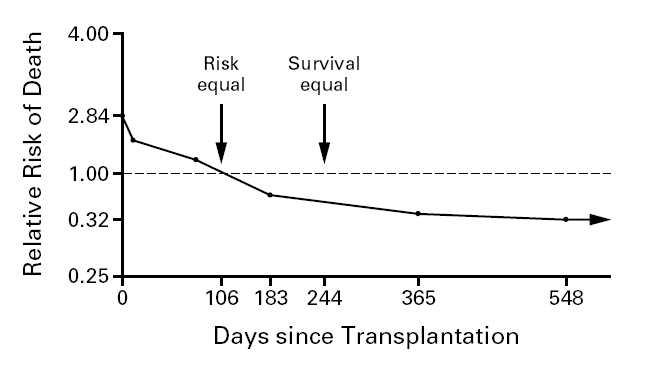 4.00
Relative Risk of Death
Risk
equal
Survival
equal
2.84
1.00
0.32
0.25
0 106 183 244 365 548
Days since Transplantation